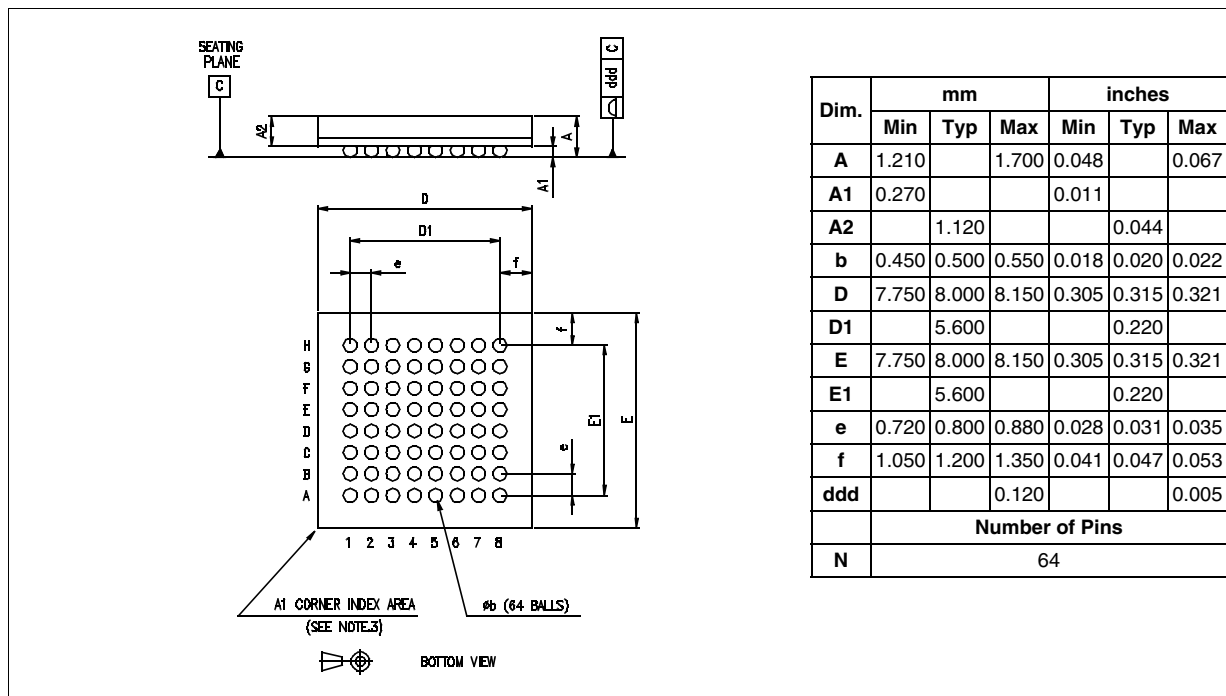 SEATING
PLANE
C
A2
A
A1
ddd C
D
D1
e
f
f
H
G
F
E
D
C
B
A
E1
E
e
1 2 3 4 5 6 7 8
A1 CORNER INDEX AREA
(SEE NOTE.3)
øb (64 BALLS)
BOTTOM VIEW
Dim. mm inches
Min Typ Max Min Typ Max
A 1.210 1.700 0.048 0.067
A1 0.270 0.011
A2 1.120 0.044
b 0.450 0.500 0.550 0.018 0.020 0.022
D 7.750 8.000 8.150 0.305 0.315 0.321
D1 5.600 0.220
E 7.750 8.000 8.150 0.305 0.315 0.321
E1 5.600 0.220
e 0.720 0.800 0.880 0.028 0.031 0.035
f 1.050 1.200 1.350 0.041 0.047 0.053
ddd 0.120 0.005
Number of Pins
N 64